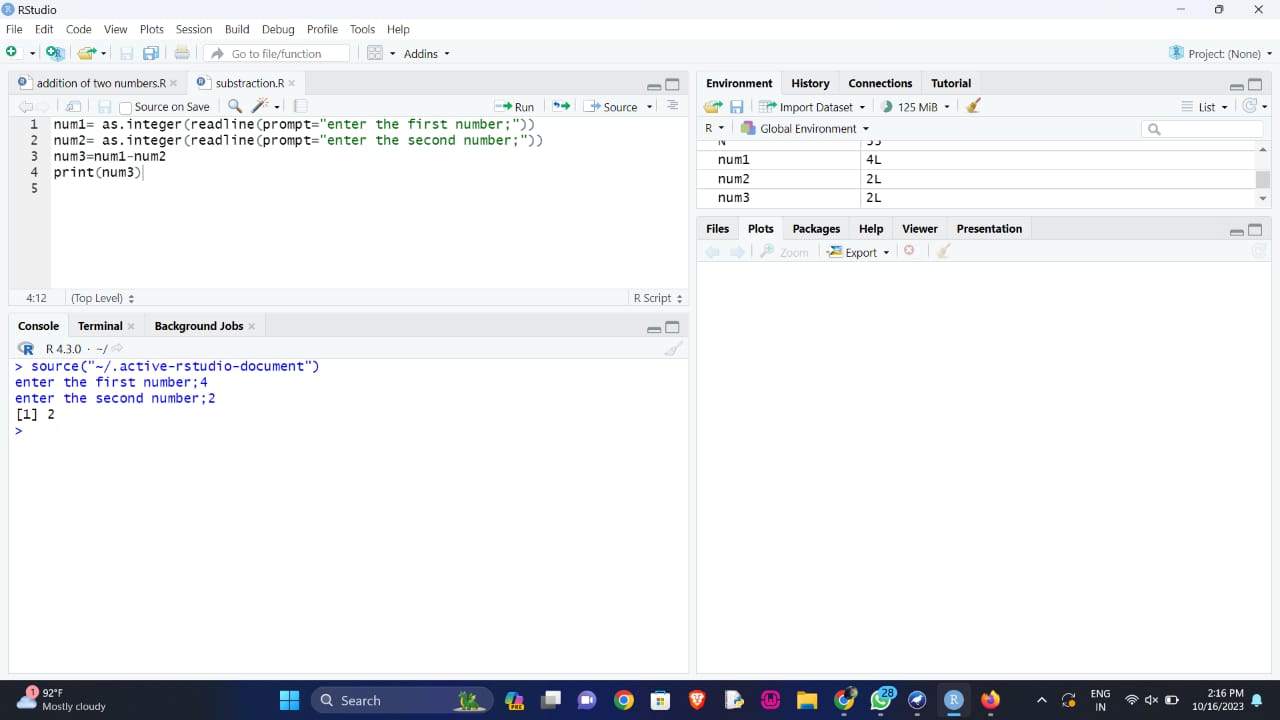 RStudio
File Edit Code View Plots Session Build Debug Profile Tools Help
Go to file/function Addins Project: (None)
addition of two numbers.R substraction.R
Source on Save Run Source
1 num1= as.integer(readline(prompt="enter the first number;"))
2 num2= as.integer(readline(prompt="enter the second number;"))
3 num3=num1-num2
4 print(num3)
5
4:12 (Top Level) R Script
Console Terminal Background Jobs
R 4.3.0 · ~/
> source("~/.active-rstudio-document")
enter the first number;4
enter the second number;2
[1] 2
>
Environment History Connections Tutorial
Import Dataset 125 MiB List
R Global Environment
num1 4L
num2 2L
num3 2L
Files Plots Packages Help Viewer Presentation
Zoom Export
1 92°F
Mostly cloudy
Search
PRE
28
ENG
IN
2:16 PM
10/16/2023